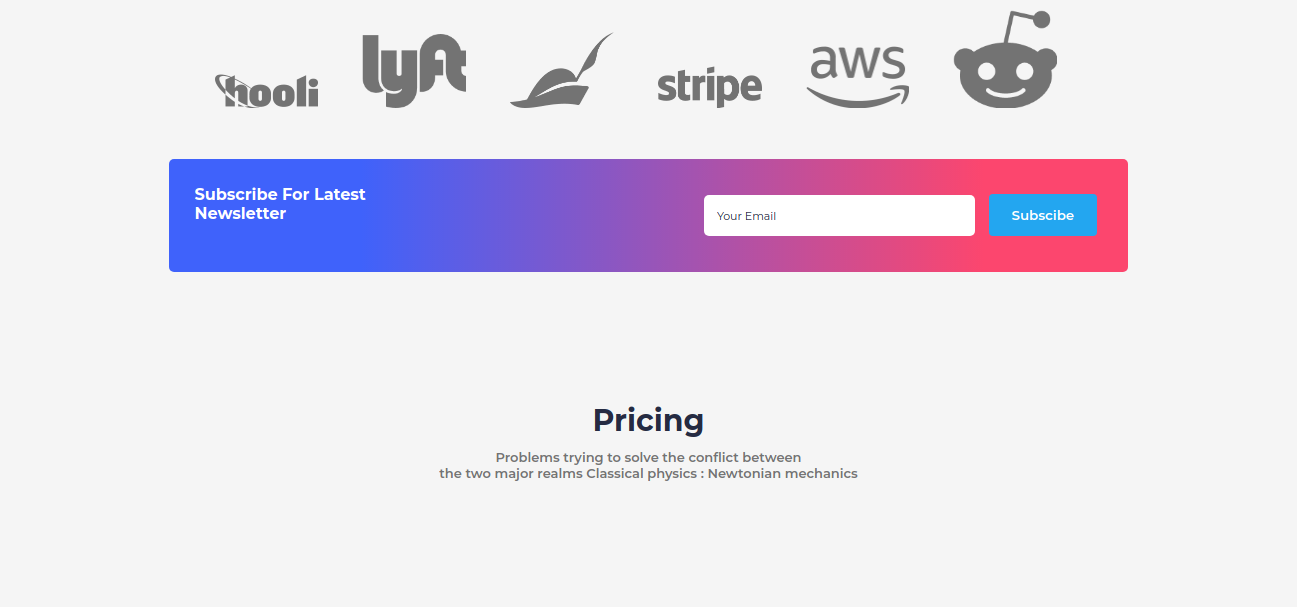 hooli
lyft
stripe
aws
Subscribe For Latest
Newsletter
Your Email
Subscibe
Pricing
Problems trying to solve the conflict between
the two major realms Classical physics : Newtonian mechanics